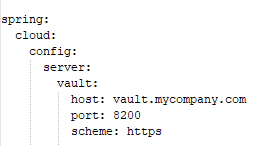 spring:
  cloud:
    config:
      server:
        vault:
          host: vault.mycompany.com
          port: 8200
          scheme: https